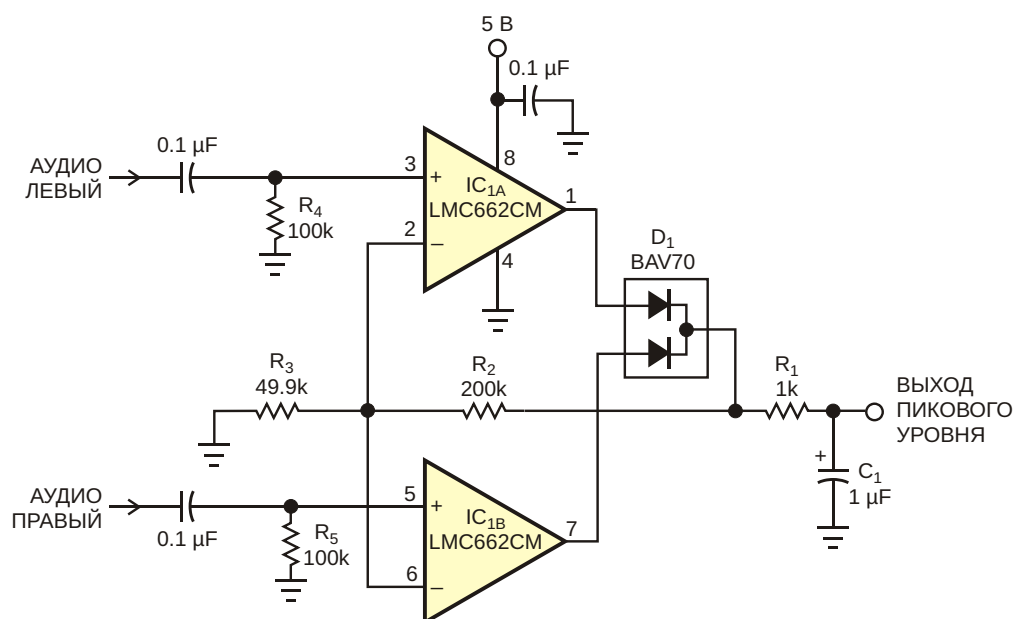 5 В
0.1 µF
0.1 µF
АУДИО
ЛЕВЫЙ
3
+
8
IC1A
LMC662CM
1
R4
100k
2
–
4
D1
BAV70
R3
49.9k
R2
200k
R1
1k
ВЫХОД
ПИКОВОГО
УРОВНЯ
+
C1
1 µF
АУДИО
ПРАВЫЙ
0.1 µF
5
+
IC1B
LMC662CM
7
R5
100k
6
–